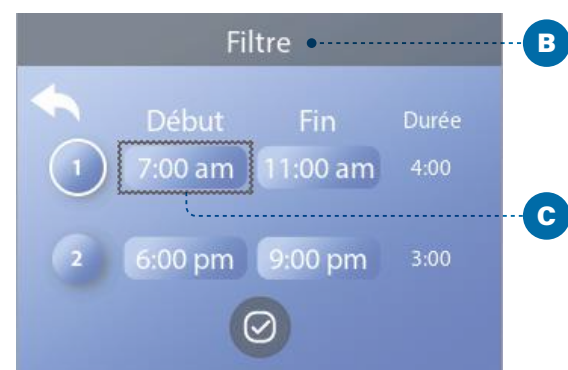 Filtre
B
Début Fin Durée
1 7:00 am 11:00 am 4:00
C
2 6:00 pm 9:00 pm 3:00